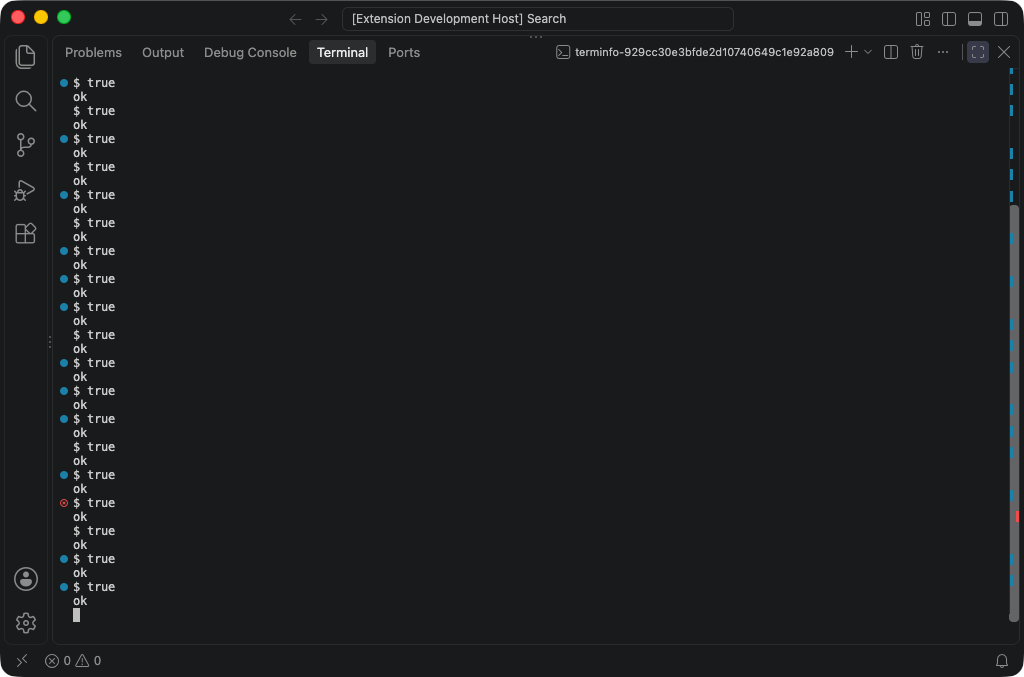 [Extension Development Host] Search
Problems Output Debug Console Terminal Ports terminfo-929cc30e3bfde2d10740649c1e92a809
$ true
ok
$ true
ok
$ true
ok
$ true
ok
$ true
ok
$ true
ok
$ true
ok
$ true
ok
$ true
ok
$ true
ok
$ true
ok
$ true
ok
$ true
ok
$ true
ok
$ true
ok
$ true
ok
$ true
ok
$ true
ok
$ true
ok
0 0